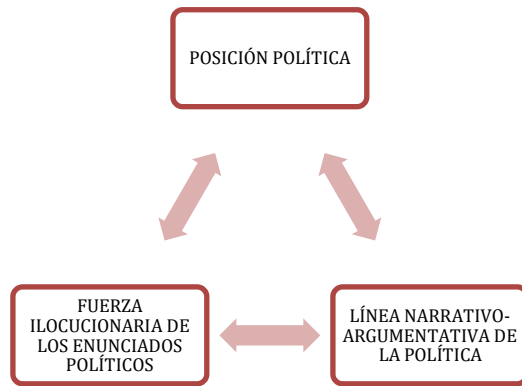 POSICIÓN POLÍTICA
FUERZA
ILOCUCIONARIA DE
LOS ENUNCIADOS
POLÍTICOS
LÍNEA NARRATIVO-
ARGUMENTATIVA DE
LA POLÍTICA